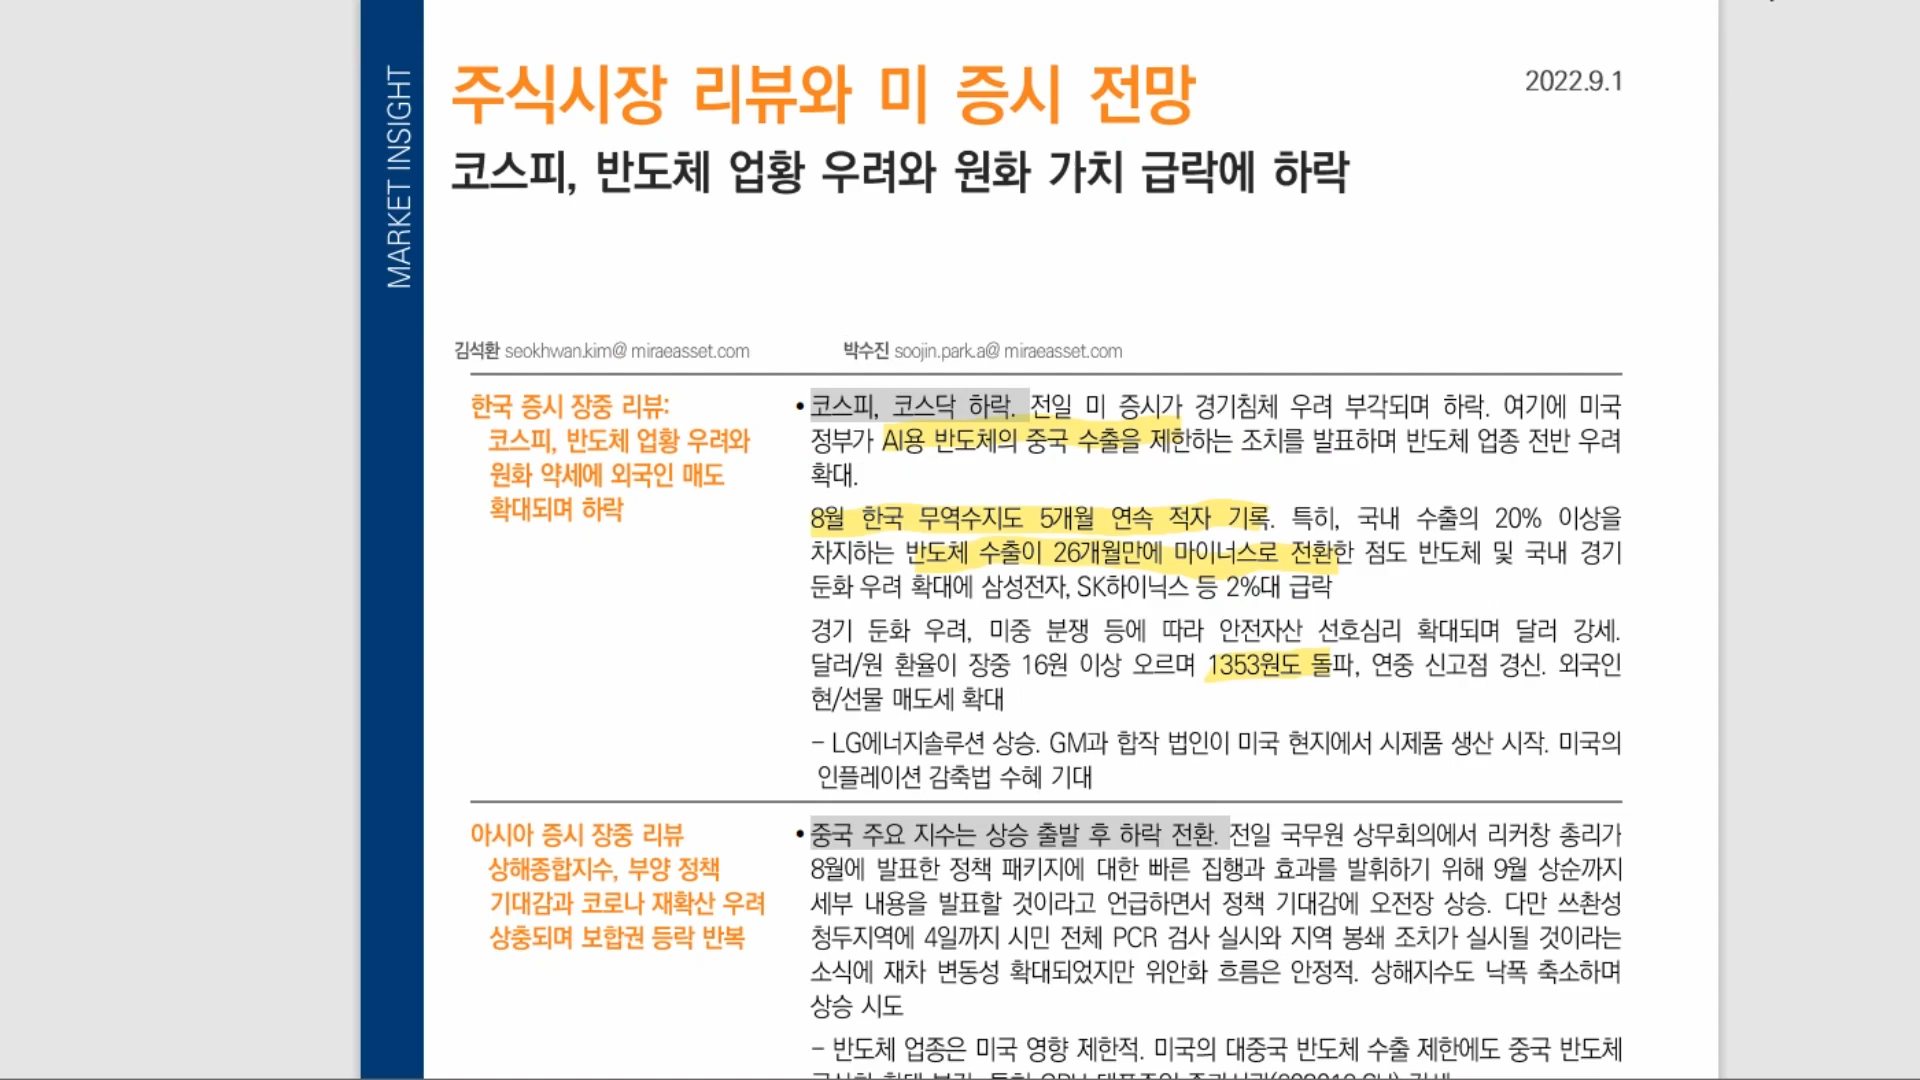 MARKET INSIGHT
주식시장 리뷰와 미 증시 전망
2022.9.1
코스피, 반도체 업황 우려와 원화 가치 급락에 하락
김석환 seokhwan.kim@ miraeasset.com
박수진 soojin.park.a@ miraeasset.com
한국 증시 장중 리뷰:
코스피, 반도체 업황 우려와
원화 약세에 외국인 매도
확대되며 하락
• 코스피, 코스닥 하락. 전일 미 증시가 경기침체 우려 부각되며 하락. 여기에 미국
정부가 AI용 반도체의 중국 수출을 제한하는 조치를 발표하며 반도체 업종 전반 우려
확대.
8월 한국 무역수지도 5개월 연속 적자 기록. 특히, 국내 수출의 20% 이상을
차지하는 반도체 수출이 26개월만에 마이너스로 전환한 점도 반도체 및 국내 경기
둔화 우려 확대에 삼성전자, SK하이닉스 등 2%대 급락
경기 둔화 우려, 미중 분쟁 등에 따라 안전자산 선호심리 확대되며 달러 강세.
달러/원 환율이 장중 16원 이상 오르며 1353원도 돌파, 연중 신고점 경신. 외국인
현/선물 매도세 확대
– LG에너지솔루션 상승. GM과 합작 법인이 미국 현지에서 시제품 생산 시작. 미국의
인플레이션 감축법 수혜 기대
아시아 증시 장중 리뷰
상해종합지수, 부양 정책
기대감과 코로나 재확산 우려
상충되며 보합권 등락 반복
• 중국 주요 지수는 상승 출발 후 하락 전환. 전일 국무원 상무회의에서 리커창 총리가
8월에 발표한 정책 패키지에 대한 빠른 집행과 효과를 발휘하기 위해 9월 상순까지
세부 내용을 발표할 것이라고 언급하면서 정책 기대감에 오전장 상승. 다만 쓰촨성
청두지역에 4일까지 시민 전체 PCR 검사 실시와 지역 봉쇄 조치가 실시될 것이라는
소식에 재차 변동성 확대되었지만 위안화 흐름은 안정적. 상해지수도 낙폭 축소하며
상승 시도
– 반도체 업종은 미국 영향 제한적. 미국의 대중국 반도체 수출 제한에도 중국 반도체